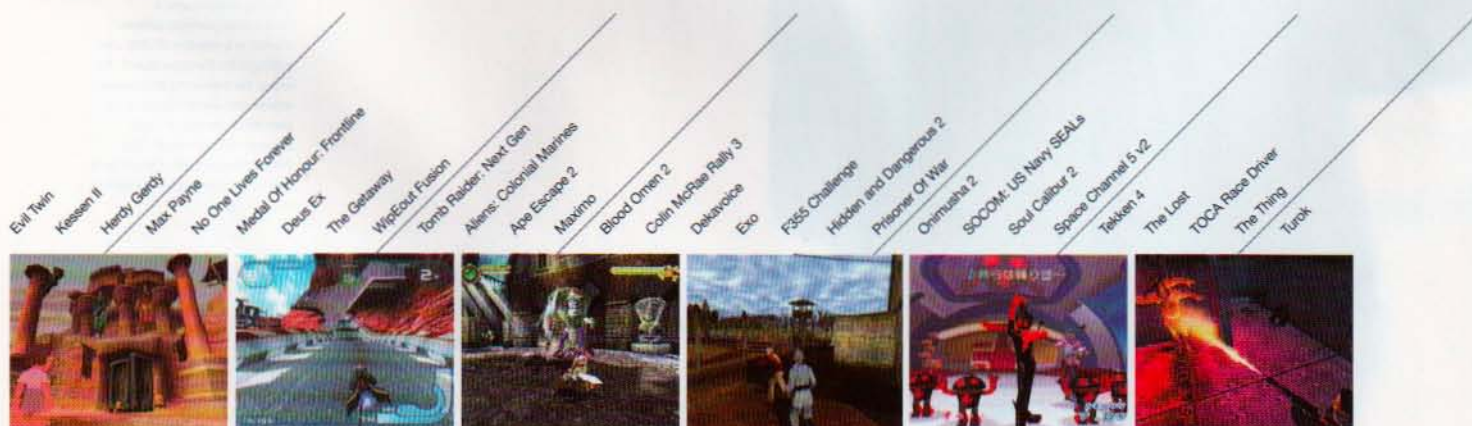 Evil Twin
Kessen II
Herdy Gerdy
Max Payne
No One Lives Forever
Medal Of Honour: Frontline
Deus Ex
The Getaway
WipEout Fusion
Tomb Raider: Next Gen
Aliens: Colonial Marines
Ape Escape 2
Maximo
Blood Omen 2
Colin McRae Rally 3
Dekavoice
Exo
F355 Challenge
Hidden and Dangerous 2
Prisoner Of War
Onimusha 2
SOCOM: US Navy SEALs
Soul Calibur 2
Space Channel 5 v2
Tekken 4
The Lost
TOCA Race Driver
The Thing
Turok